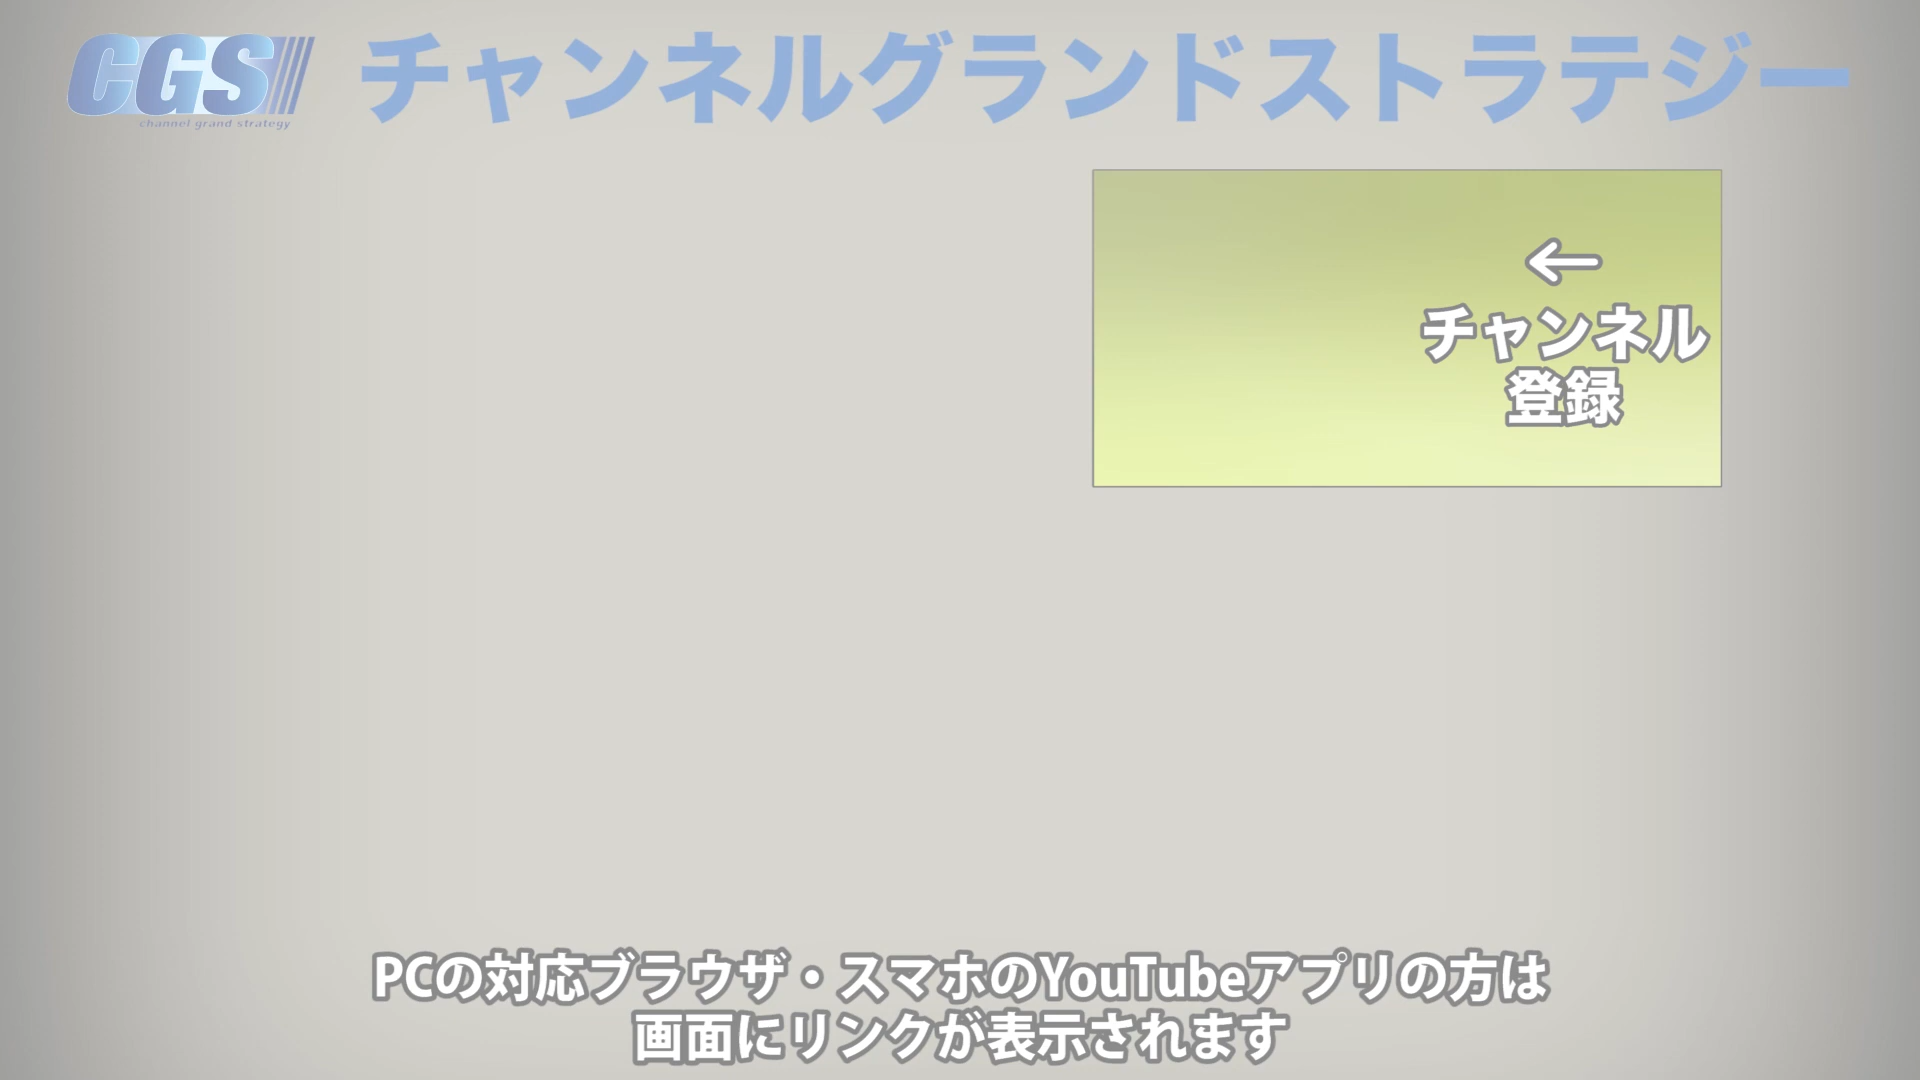 CGS
channel grand strategy
チャンネルグランドストラテジー
←
チャンネル
登録
PCの対応ブラウザ・スマホのYouTubeアプリの方は
画面にリンクが表示されます